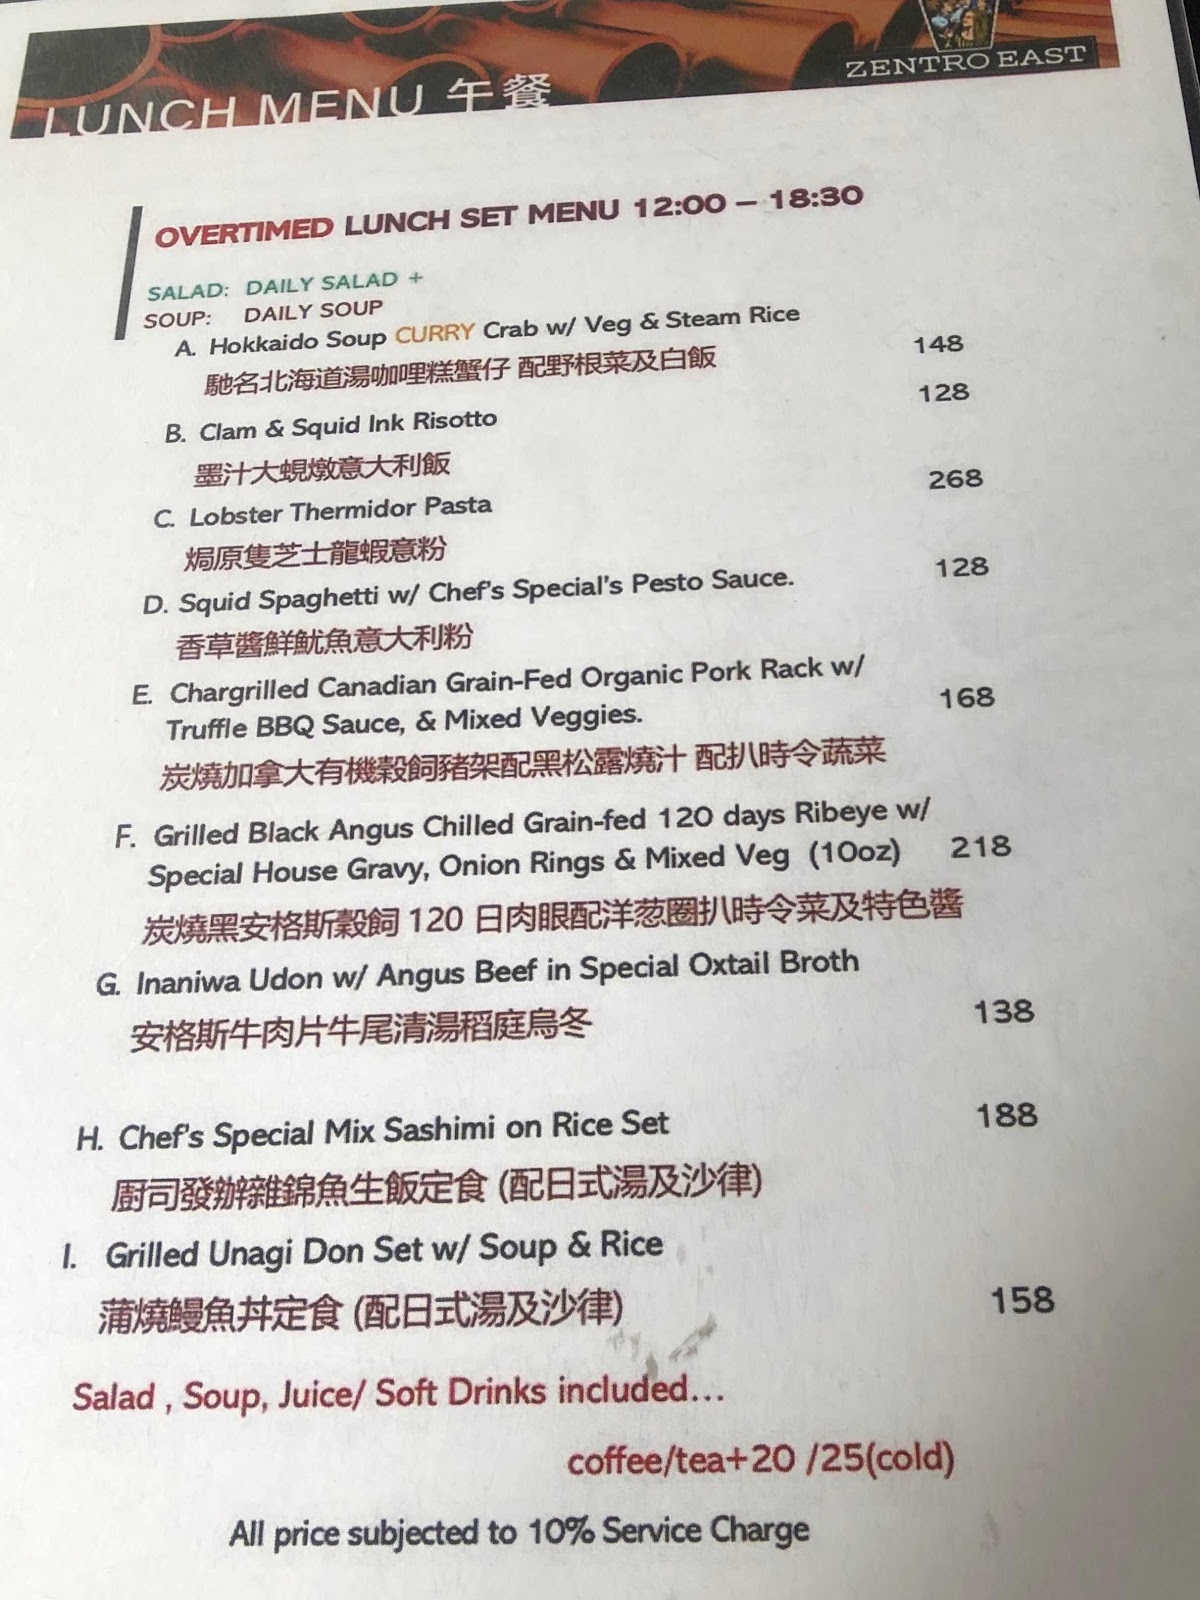 ZENTRO EAST
LUNCH MENU 午餐
OVERTIMED LUNCH SET MENU 12:00 – 18:30
SALAD: DAILY SALAD +
SOUP: DAILY SOUP
A. Hokkaido Soup CURRY Crab w/ Veg & Steam Rice 148
馳名北海道湯咖哩糕蟹仔 配野根菜及白飯
B. Clam & Squid Ink Risotto 128
墨汁大蜆燉意大利飯
C. Lobster Thermidor Pasta 268
焗原隻芝士龍蝦意粉
D. Squid Spaghetti w/ Chef's Special's Pesto Sauce. 128
香草醬鮮魷魚意大利粉
E. Chargrilled Canadian Grain-Fed Organic Pork Rack w/
Truffle BBQ Sauce, & Mixed Veggies. 168
炭燒加拿大有機穀飼豬架配黑松露燒汁 配扒時令蔬菜
F. Grilled Black Angus Chilled Grain-fed 120 days Ribeye w/
Special House Gravy, Onion Rings & Mixed Veg (10oz) 218
炭燒黑安格斯穀飼 120 日肉眼配洋葱圈扒時令菜及特色醬
G. Inaniwa Udon w/ Angus Beef in Special Oxtail Broth
安格斯牛肉片牛尾清湯稻庭烏冬 138
H. Chef's Special Mix Sashimi on Rice Set 188
廚司發辦雜錦魚生飯定食 (配日式湯及沙律)
I. Grilled Unagi Don Set w/ Soup & Rice
蒲燒鰻魚丼定食 (配日式湯及沙律) 158
Salad , Soup, Juice/ Soft Drinks included...
coffee/tea+20 /25(cold)
All price subjected to 10% Service Charge